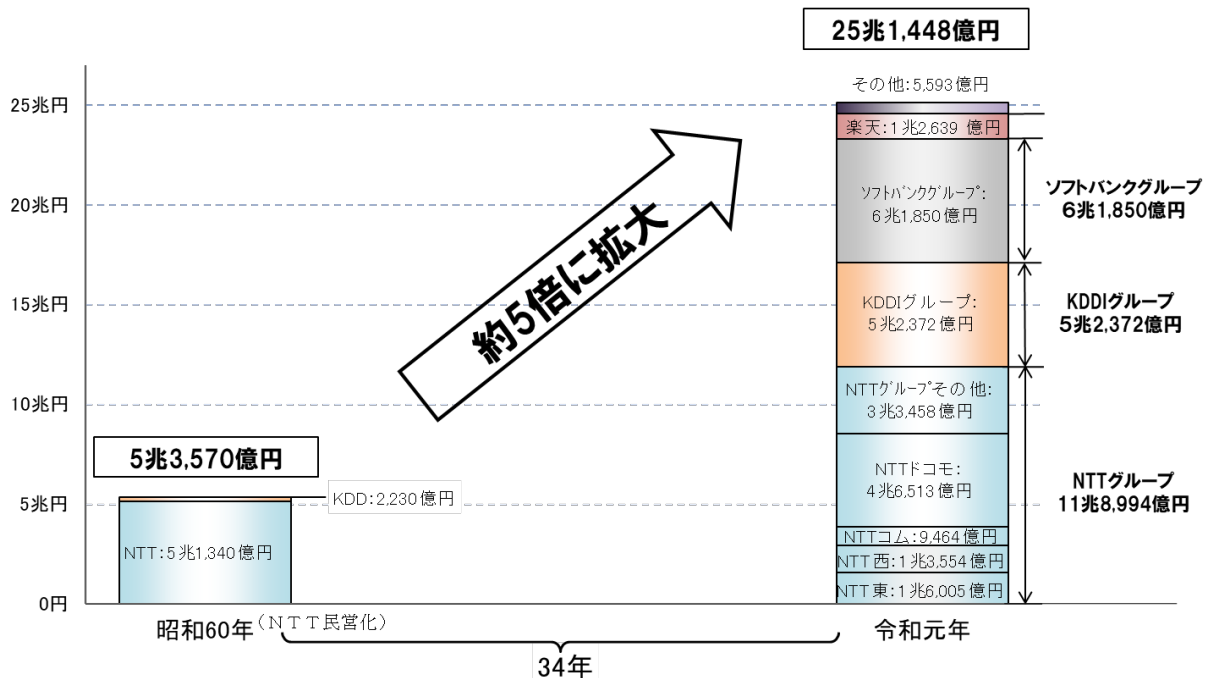 25兆1,448億円
25兆円
20兆円
15兆円
10兆円
5兆円
0円
約5倍に拡大
5兆3,570億円
KDD:2,230億円
NTT:5兆1,340億円
昭和60年(NTT民営化)
34年
その他:5,593億円
楽天:1兆2,639 億円
ソフトバンクグループ:
6兆1,850億円
KDDIグループ:
5兆2,372億円
NTTグループその他:
3兆3,458億円
NTTドコモ:
4兆6,513億円
NTTコム:9,464億円
NTT西:1兆3,554億円
NTT東:1兆6,005億円
令和元年
ソフトバンクグループ
6兆1,850億円
KDDIグループ
5兆2,372億円
NTTグループ
11兆8,994億円